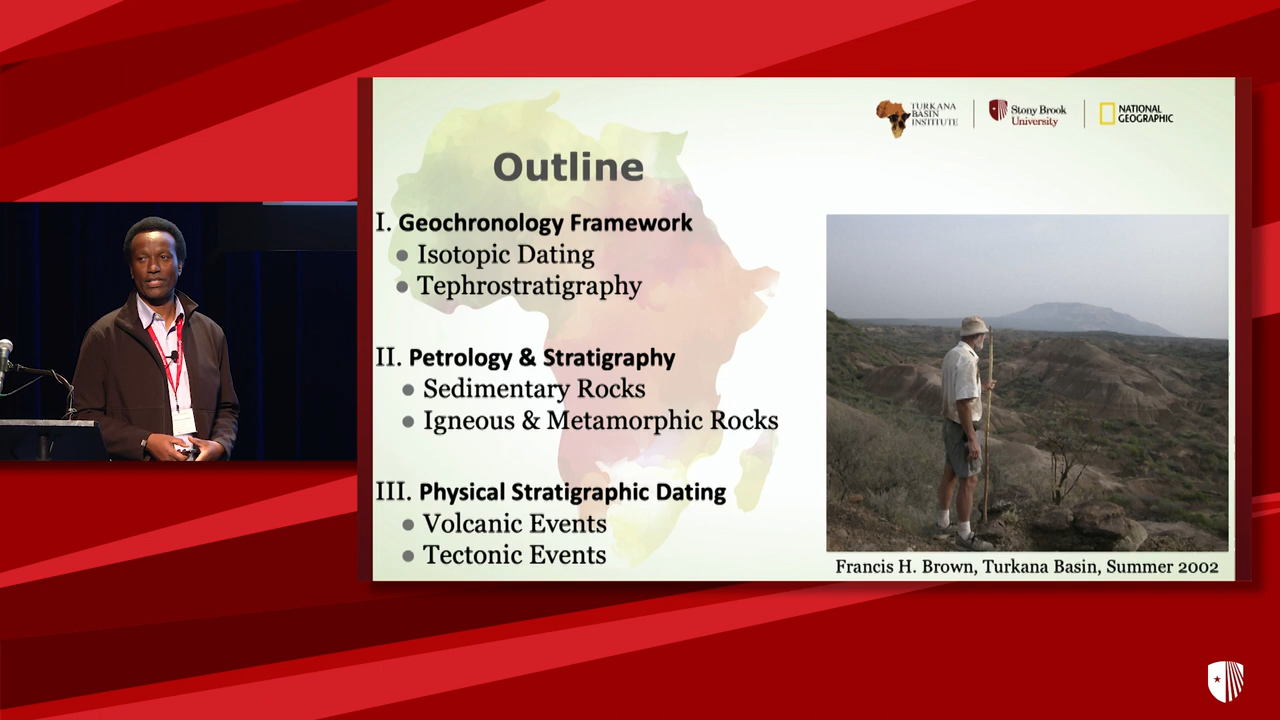 TURKANA
BASIN
INSTITUTE
Stony Brook
University
NATIONAL
GEOGRAPHIC
Outline
I. Geochronology Framework
• Isotopic Dating
• Tephrostratigraphy
II. Petrology & Stratigraphy
• Sedimentary Rocks
• Igneous & Metamorphic Rocks
III. Physical Stratigraphic Dating
• Volcanic Events
• Tectonic Events
Francis H. Brown, Turkana Basin, Summer 2002